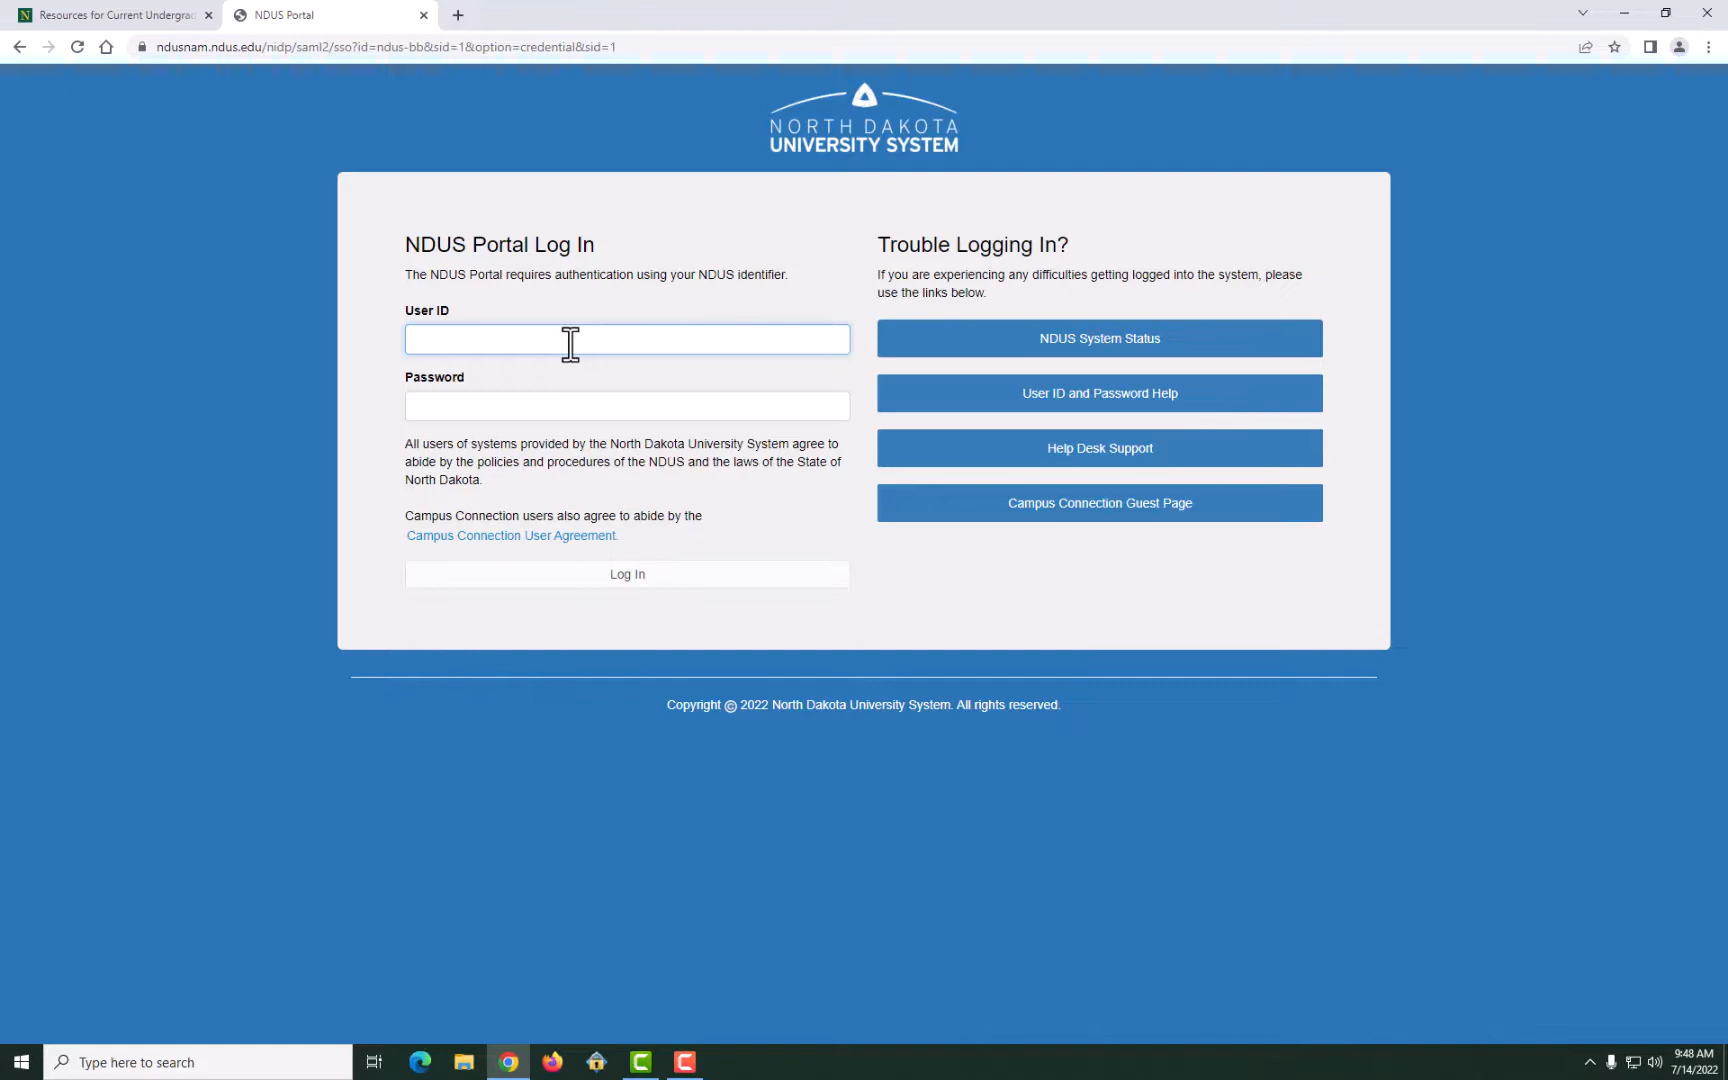 Resources for Current Undergrad
NDUS Portal
ndusnam.ndus.edu/nidp/saml2/sso?id=ndus-bb&sid=1&option=credential&sid=1
NORTH DAKOTA
UNIVERSITY SYSTEM
NDUS Portal Log In
The NDUS Portal requires authentication using your NDUS identifier.
User ID
Password
All users of systems provided by the North Dakota University System agree to
abide by the policies and procedures of the NDUS and the laws of the State of
North Dakota.
Campus Connection users also agree to abide by the
Campus Connection User Agreement.
Log In
Trouble Logging In?
If you are experiencing any difficulties getting logged into the system, please
use the links below.
NDUS System Status
User ID and Password Help
Help Desk Support
Campus Connection Guest Page
Copyright © 2022 North Dakota University System. All rights reserved.
Type here to search
9:48 AM
7/14/2022